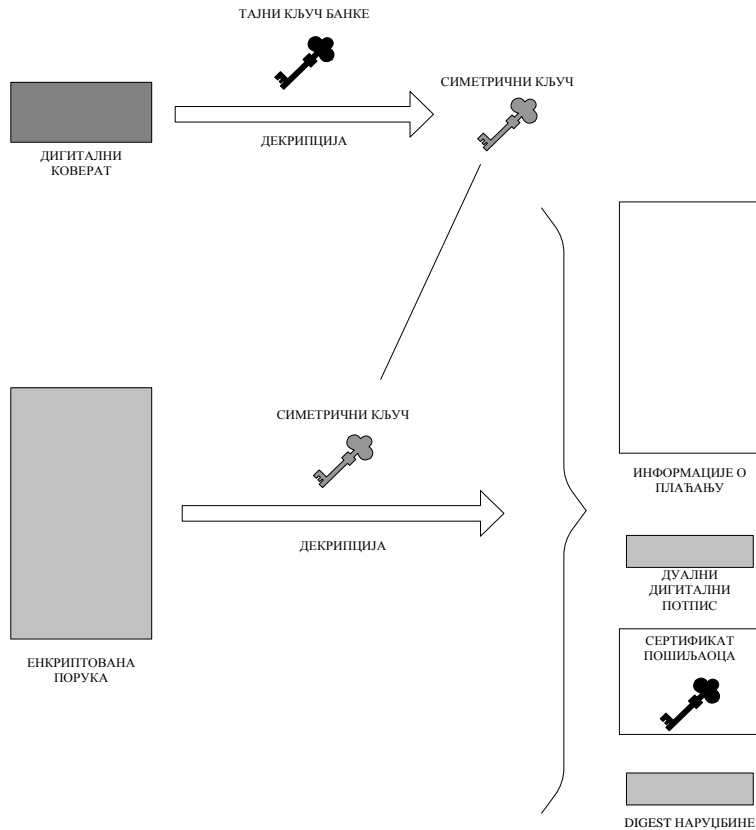 ТАЈНИ КЉУЧ БАНКЕ
СИМЕТРИЧНИ КЉУЧ
ДЕКРИПЦИЈА
ДИГИТАЛНИ
КОВЕРАТ
СИМЕТРИЧНИ КЉУЧ
ДЕКРИПЦИЈА
ЕНКРИПТОВАНА
ПОРУКА
ИНФОРМАЦИЈЕ О
ПЛАЋАЊУ
ДУАЛНИ
ДИГИТАЛНИ
ПОТПИС
СЕРТИФИКАТ
ПОШИЉАОЦА
DIGEST НАРУЏБИНЕ